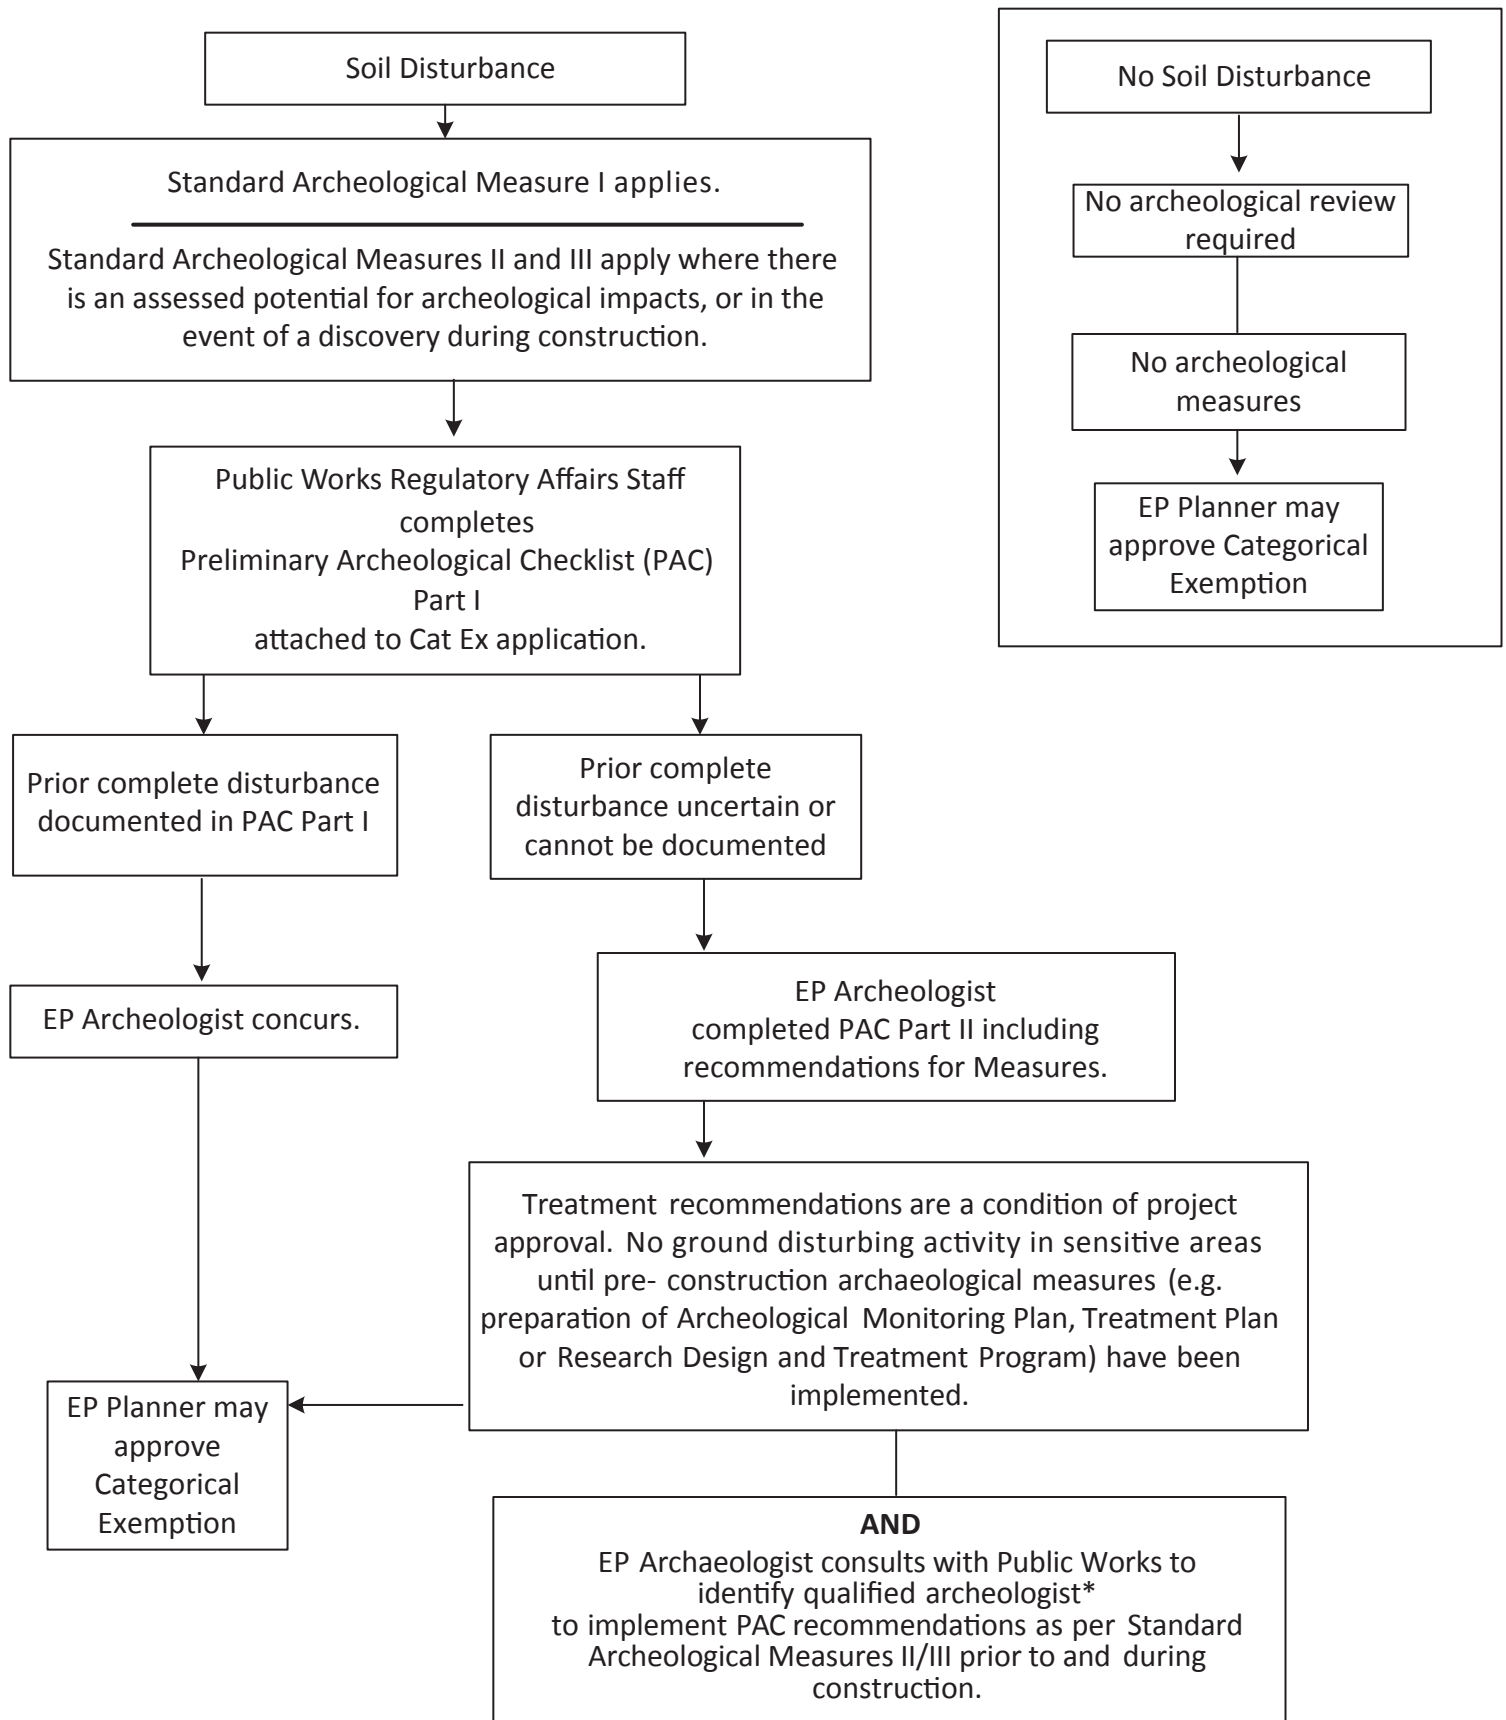 Soil Disturbance
Standard Archeological Measure I applies.
Standard Archeological Measures II and III apply where there
is an assessed potential for archeological impacts, or in the
event of a discovery during construction.
Public Works Regulatory Affairs Staff
completes
Preliminary Archeological Checklist (PAC)
Part I
attached to Cat Ex application.
Prior complete disturbance
documented in PAC Part I
Prior complete
disturbance uncertain or
cannot be documented
EP Archeologist concurs.
EP Archeologist
completed PAC Part II including
recommendations for Measures.
Treatment recommendations are a condition of project
approval. No ground disturbing activity in sensitive areas
until pre- construction archaeological measures (e.g.
preparation of Archeological Monitoring Plan, Treatment Plan
or Research Design and Treatment Program) have been
implemented.
EP Planner may
approve
Categorical
Exemption
AND
EP Archaeologist consults with Public Works to
identify qualified archeologist*
to implement PAC recommendations as per Standard
Archeological Measures II/III prior to and during
construction.
No Soil Disturbance
No archeological review
required
No archeological
measures
EP Planner may
approve Categorical
Exemption